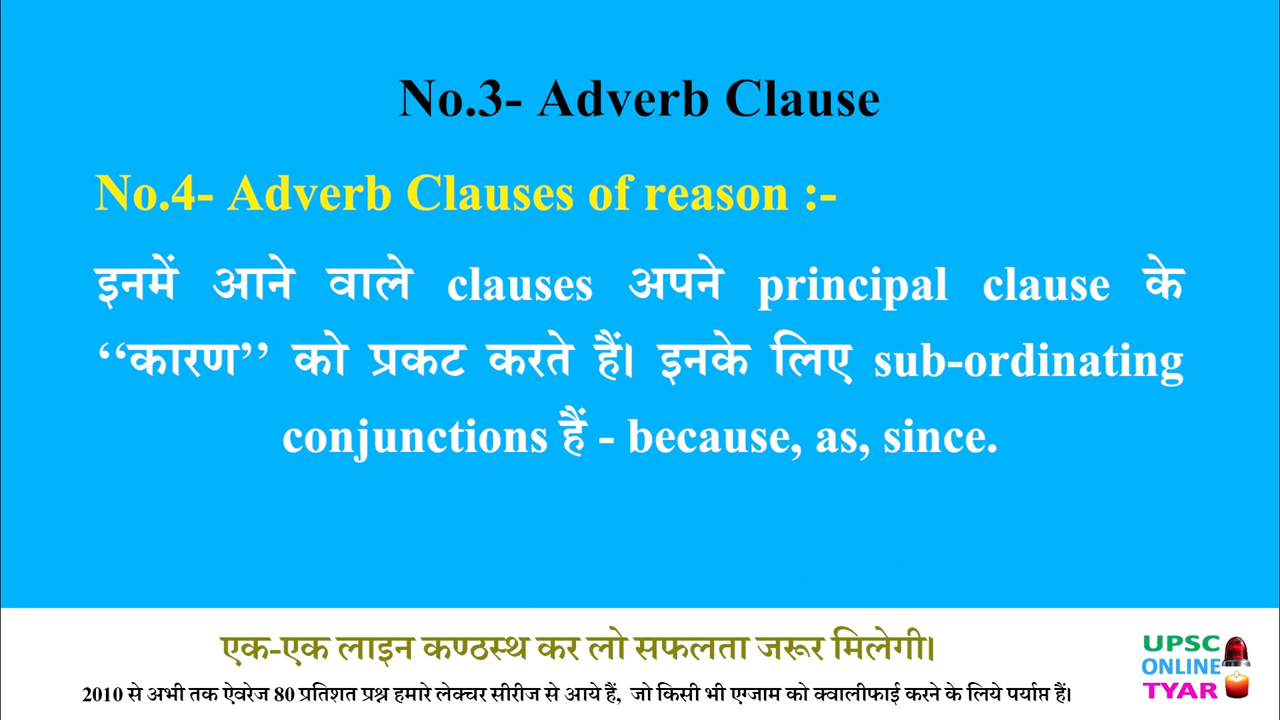 No.3- Adverb Clause
No.4- Adverb Clauses of reason :-
इनमें आने वाले clauses अपने principal clause के
“कारण” को प्रकट करते हैं। इनके लिए sub-ordinating
conjunctions हैं - because, as, since.
एक-एक लाइन कण्ठस्थ कर लो सफलता जरूर मिलेगी।
2010 से अभी तक ऐवरेज 80 प्रतिशत प्रश्न हमारे लेक्चर सीरीज से आये हैं, जो किसी भी एग्जाम को क्वालीफाई करने के लिये पर्याप्त हैं।
UPSC
ONLINE
TYAR